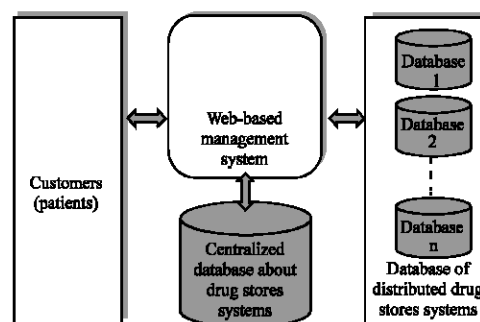 Customers
(patients)
Web-based
management
system
Centralized
database about
drug stores
systems
Database
1
Database
2
Database
n
Database of
distributed drug
stores systems